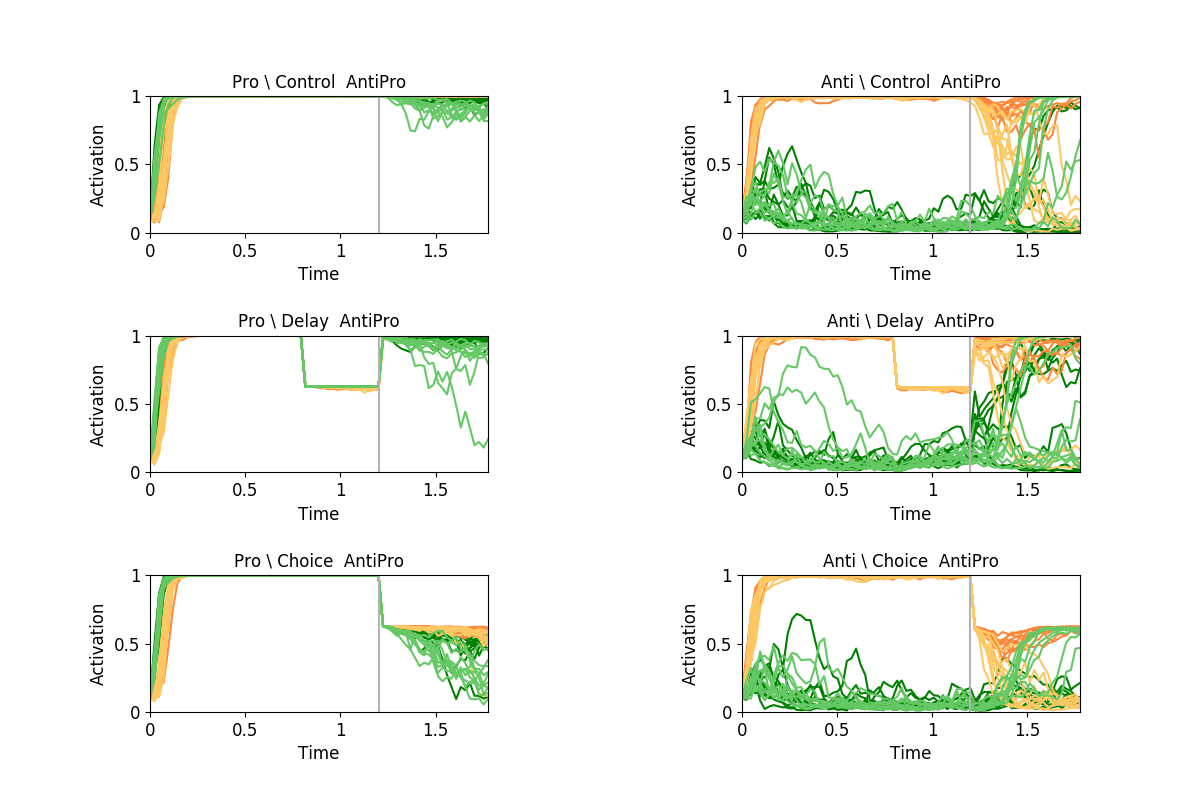 Pro \ Control  AntiPro
1
0.5
0
Activation
0
0.5
1
1.5
Time
Anti \ Control  AntiPro
1
0.5
0
Activation
0
0.5
1
1.5
Time
Pro \ Delay  AntiPro
1
0.5
0
Activation
0
0.5
1
1.5
Time
Anti \ Delay  AntiPro
1
0.5
0
Activation
0
0.5
1
1.5
Time
Pro \ Choice  AntiPro
1
0.5
0
Activation
0
0.5
1
1.5
Time
Anti \ Choice  AntiPro
1
0.5
0
Activation
0
0.5
1
1.5
Time